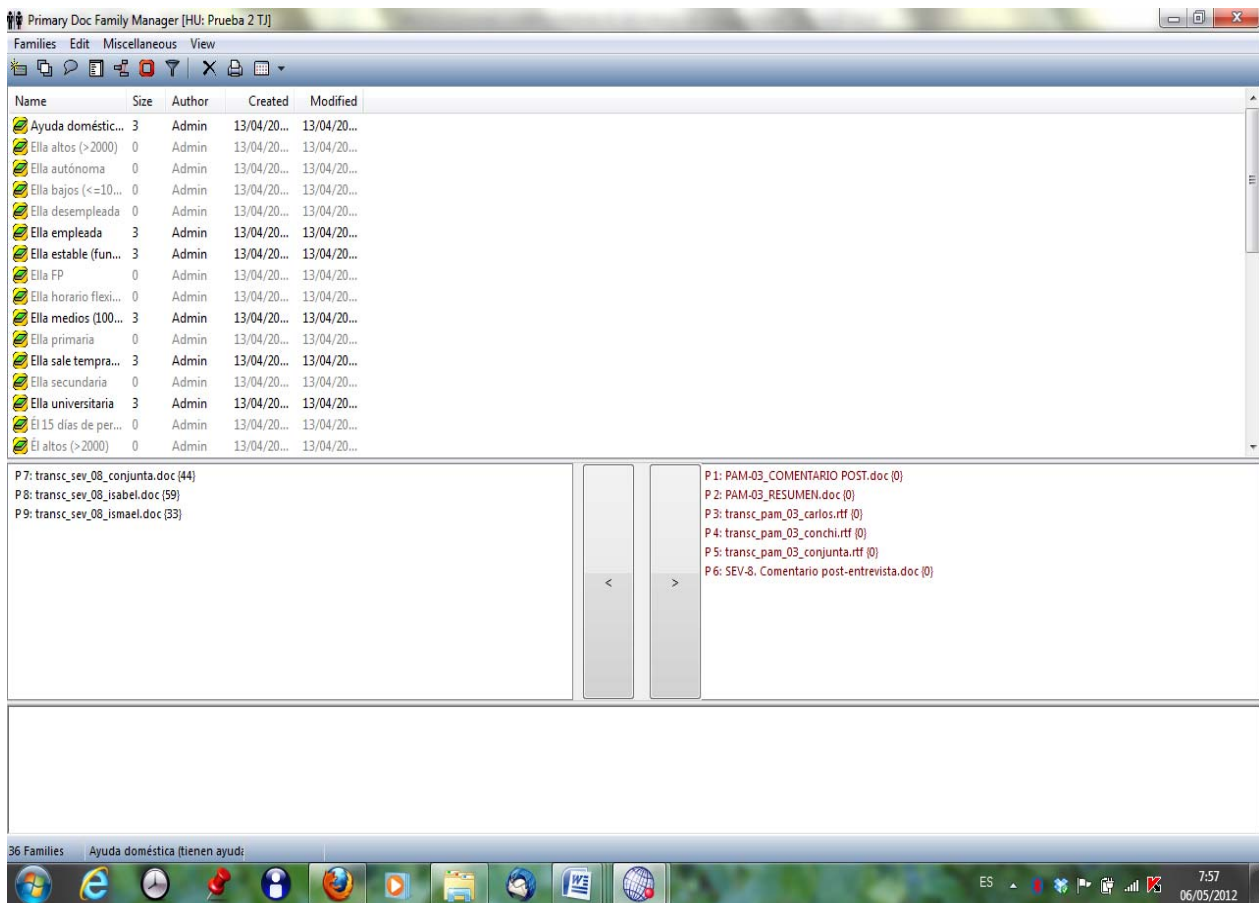 Primary Doc Family Manager [HU: Prueba 2 TJ]
Families Edit Miscellaneous View
Name Size Author Created Modified
Ayuda doméstic... 3 Admin 13/04/20... 13/04/20...
Ella altos (>2000) 0 Admin 13/04/20... 13/04/20...
Ella autónoma 0 Admin 13/04/20... 13/04/20...
Ella bajos (<=10... 0 Admin 13/04/20... 13/04/20...
Ella desempleada 0 Admin 13/04/20... 13/04/20...
Ella empleada 3 Admin 13/04/20... 13/04/20...
Ella estable (fun... 3 Admin 13/04/20... 13/04/20...
Ella FP 0 Admin 13/04/20... 13/04/20...
Ella horario flexi... 0 Admin 13/04/20... 13/04/20...
Ella medios (100... 3 Admin 13/04/20... 13/04/20...
Ella primaria 0 Admin 13/04/20... 13/04/20...
Ella sale tempra... 3 Admin 13/04/20... 13/04/20...
Ella secundaria 0 Admin 13/04/20... 13/04/20...
Ella universitaria 3 Admin 13/04/20... 13/04/20...
Él 15 días de per... 0 Admin 13/04/20... 13/04/20...
Él altos (>2000) 0 Admin 13/04/20... 13/04/20...
P 7: transc_sev_08_conjunta.doc {44}
P 8: transc_sev_08_isabel.doc {59}
P 9: transc_sev_08_ismael.doc {33}
< >
P 1: PAM-03_COMENTARIO POST.doc {0}
P 2: PAM-03_RESUMEN.doc {0}
P 3: transc_pam_03_carlos.rtf {0}
P 4: transc_pam_03_conchi.rtf {0}
P 5: transc_pam_03_conjunta.rtf {0}
P 6: SEV-8. Comentario post-entrevista.doc {0}
36 Families Ayuda doméstica (tienen ayuda
ES
7:57
06/05/2012